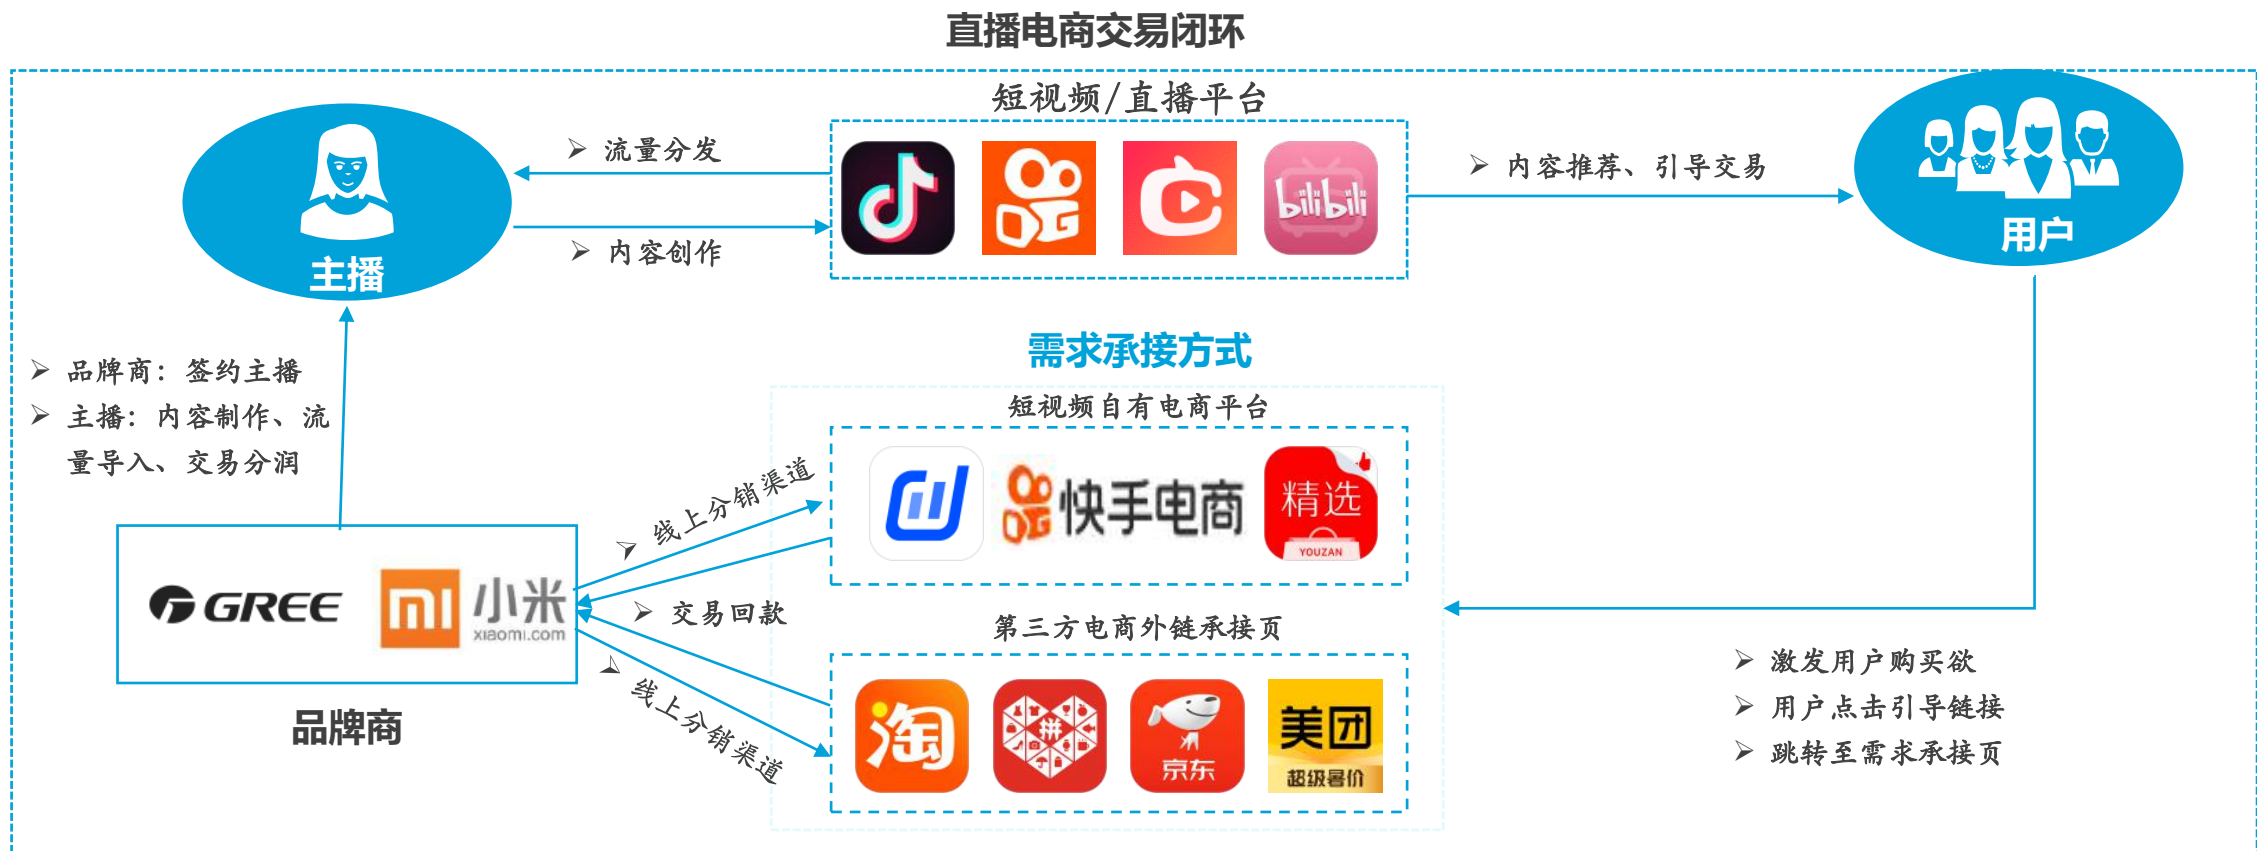 直播电商交易闭环
短视频/直播平台
流量分发
内容创作
内容推荐、引导交易
bilibili
主播
用户
需求承接方式
品牌商：签约主播
主播：内容制作、流
量导入、交易分润
短视频自有电商平台
线上分销渠道
快手电商
精选
YOUZAN
GREE
小米
xiaomi.com
交易回款
第三方电商外链承接页
线上分销渠道
淘
拼
京东
美团
超级暑价
品牌商
激发用户购买欲
用户点击引导链接
跳转至需求承接页